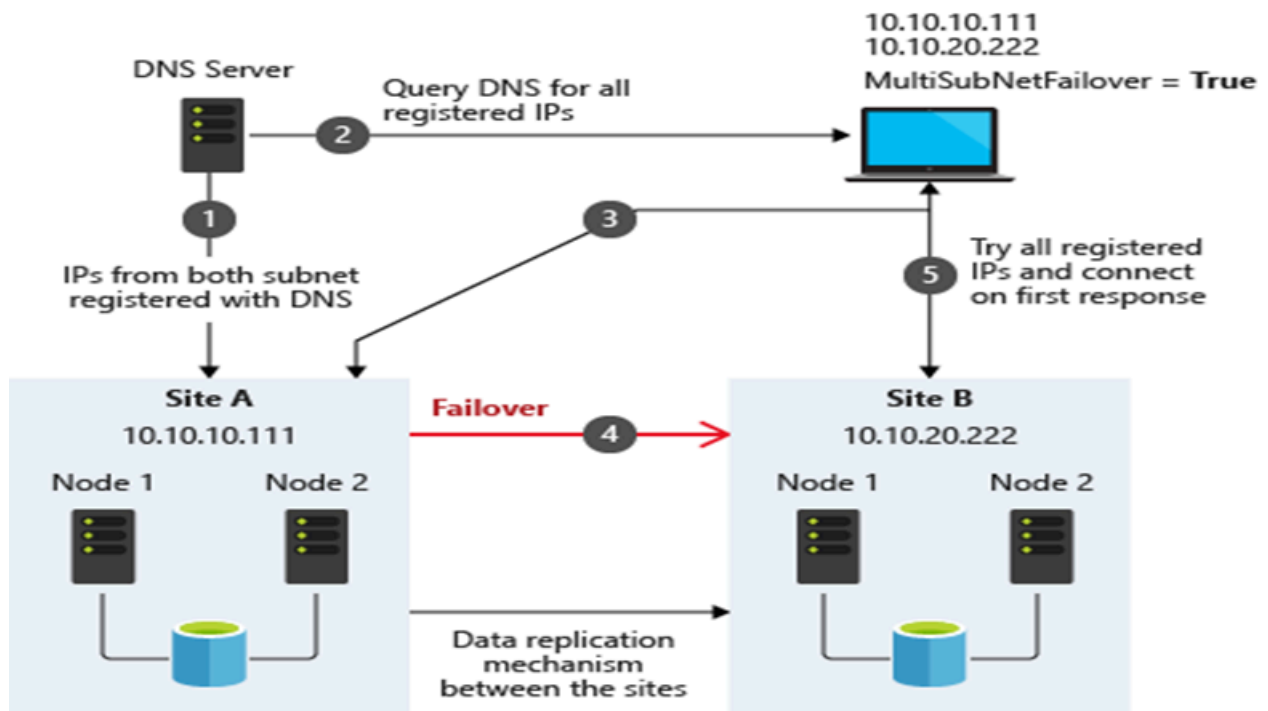 10.10.10.111
10.10.20.222
MultiSubNetFailover = True
DNS Server
Query DNS for all
registered IPs
2
1
3
IPs from both subnet
registered with DNS
Try all registered
IPs and connect
on first response
5
Site A
10.10.10.111
Failover
4
Site B
10.10.20.222
Node 1
Node 2
Node 1
Node 2
Data replication
mechanism
between the sites